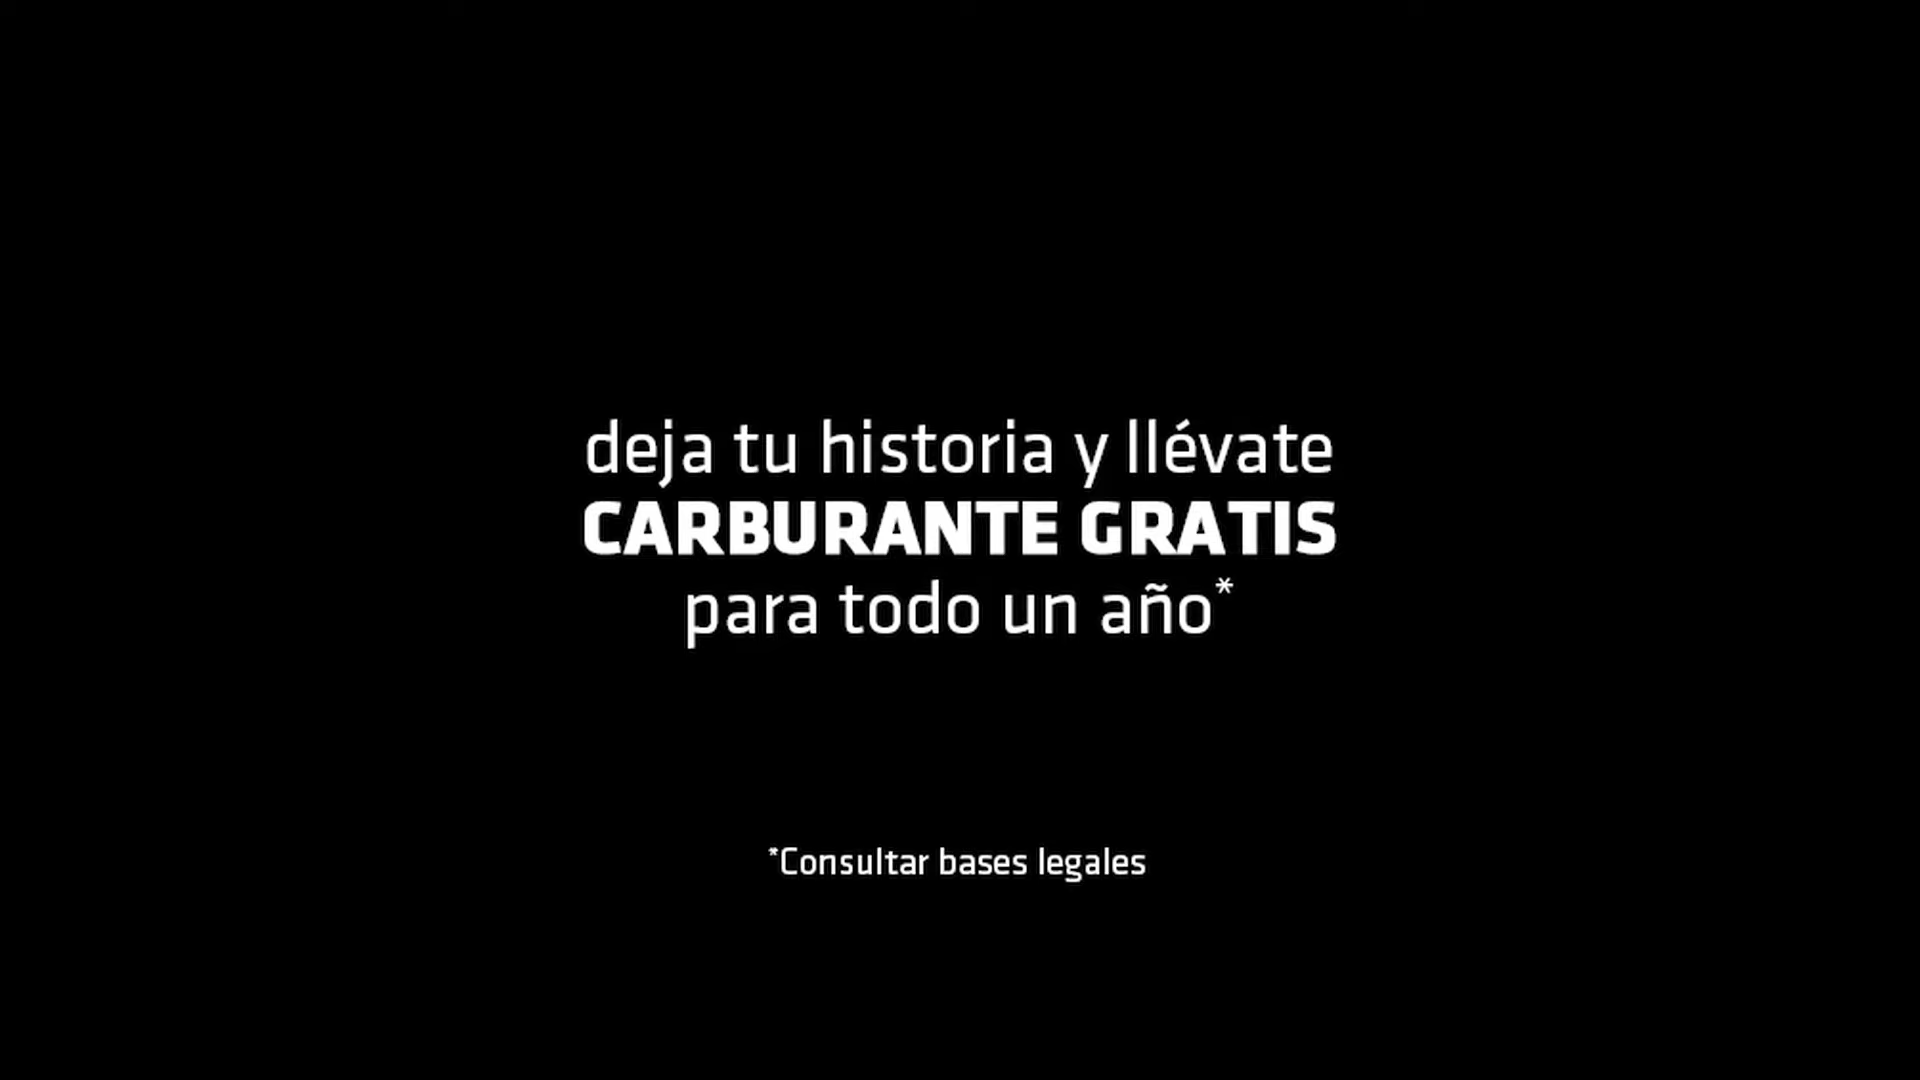 deja tu historia y llévate
CARBURANTE GRATIS
para todo un año*
*Consultar bases legales